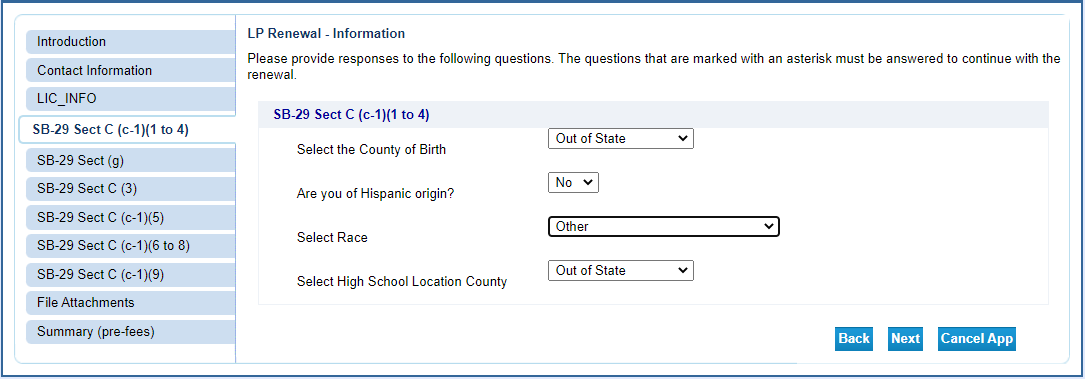 Introduction
Contact Information
LIC_INFO
SB-29 Sect C (c-1)(1 to 4)
SB-29 Sect (g)
SB-29 Sect C (3)
SB-29 Sect C (c-1)(5)
SB-29 Sect C (c-1)(6 to 8)
SB-29 Sect C (c-1)(9)
File Attachments
Summary (pre-fees)
LP Renewal - Information
Please provide responses to the following questions. The questions that are marked with an asterisk must be answered to continue with the
renewal.
SB-29 Sect C (c-1)(1 to 4)
Select the County of Birth Out of State
Are you of Hispanic origin? No
Select Race Other
Select High School Location County Out of State
Back Next Cancel App